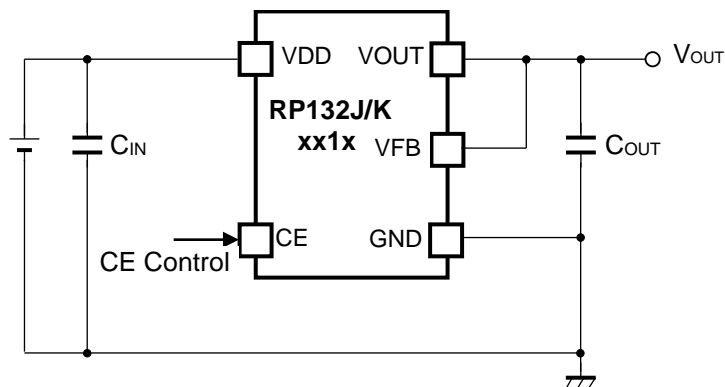 VDD VOUT VOUT
RP132J/K
xx1x
CIN VFB COUT
CE GND
CE Control